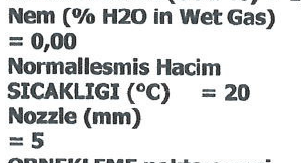 Nem (% H2O in Wet Gas)
= 0,00
Normallesmis Hacim
SICAKLIGI (°C) = 20
Nozzle (mm)
= 5